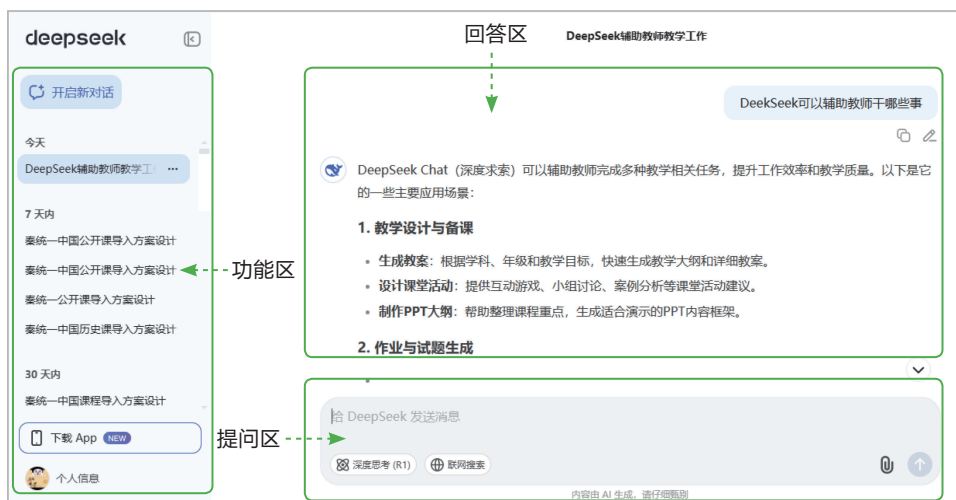 deepseek
开启新对话
今天
DeepSeek辅助教师教学工
7 天内
秦统一中国公开课导入方案设计
秦统一中国公开课导入方案设计
秦统一公开课导入方案设计
秦统一中国历史课导入方案设计
30 天内
秦统一中国课程导入方案设计
下载 App NEW
个人信息
功能区
回答区
DeepSeek辅助教师教学工作
DeekSeek可以辅助教师干哪些事
DeepSeek Chat（深度求索）可以辅助教师完成多种教学相关任务，提升工作效率和教学质量。以下是它
的一些主要应用场景：
1. 教学设计与备课
• 生成教案：根据学科、年级和教学目标，快速生成教学大纲和详细教案。
• 设计课堂活动：提供互动游戏、小组讨论、案例分析等课堂活动建议。
• 制作PPT大纲：帮助整理课程重点，生成适合演示的PPT内容框架。
2. 作业与试题生成
提问区
给 DeepSeek 发送消息
深度思考 (R1)
联网搜索
内容由 AI 生成，请仔细甄别